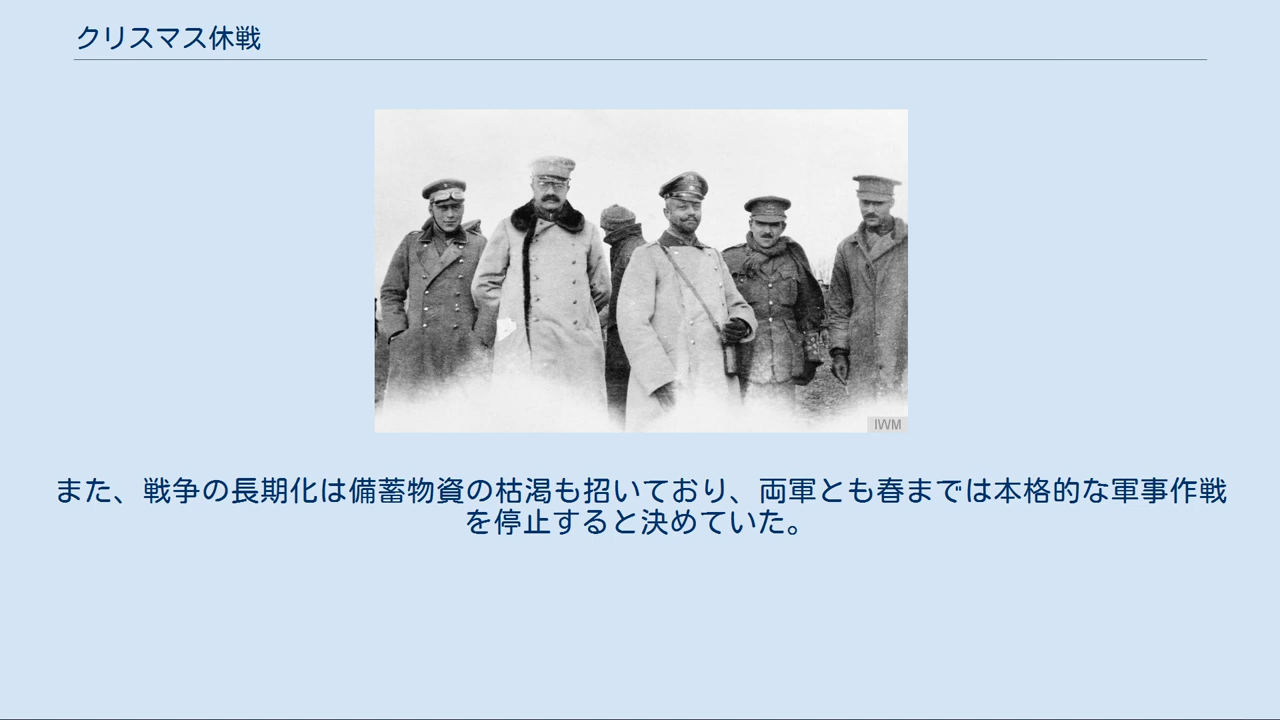 クリスマス休戦
IWM
また、戦争の長期化は備蓄物資の枯渇も招いており、両軍とも春までは本格的な軍事作戦
を停止すると決めていた。